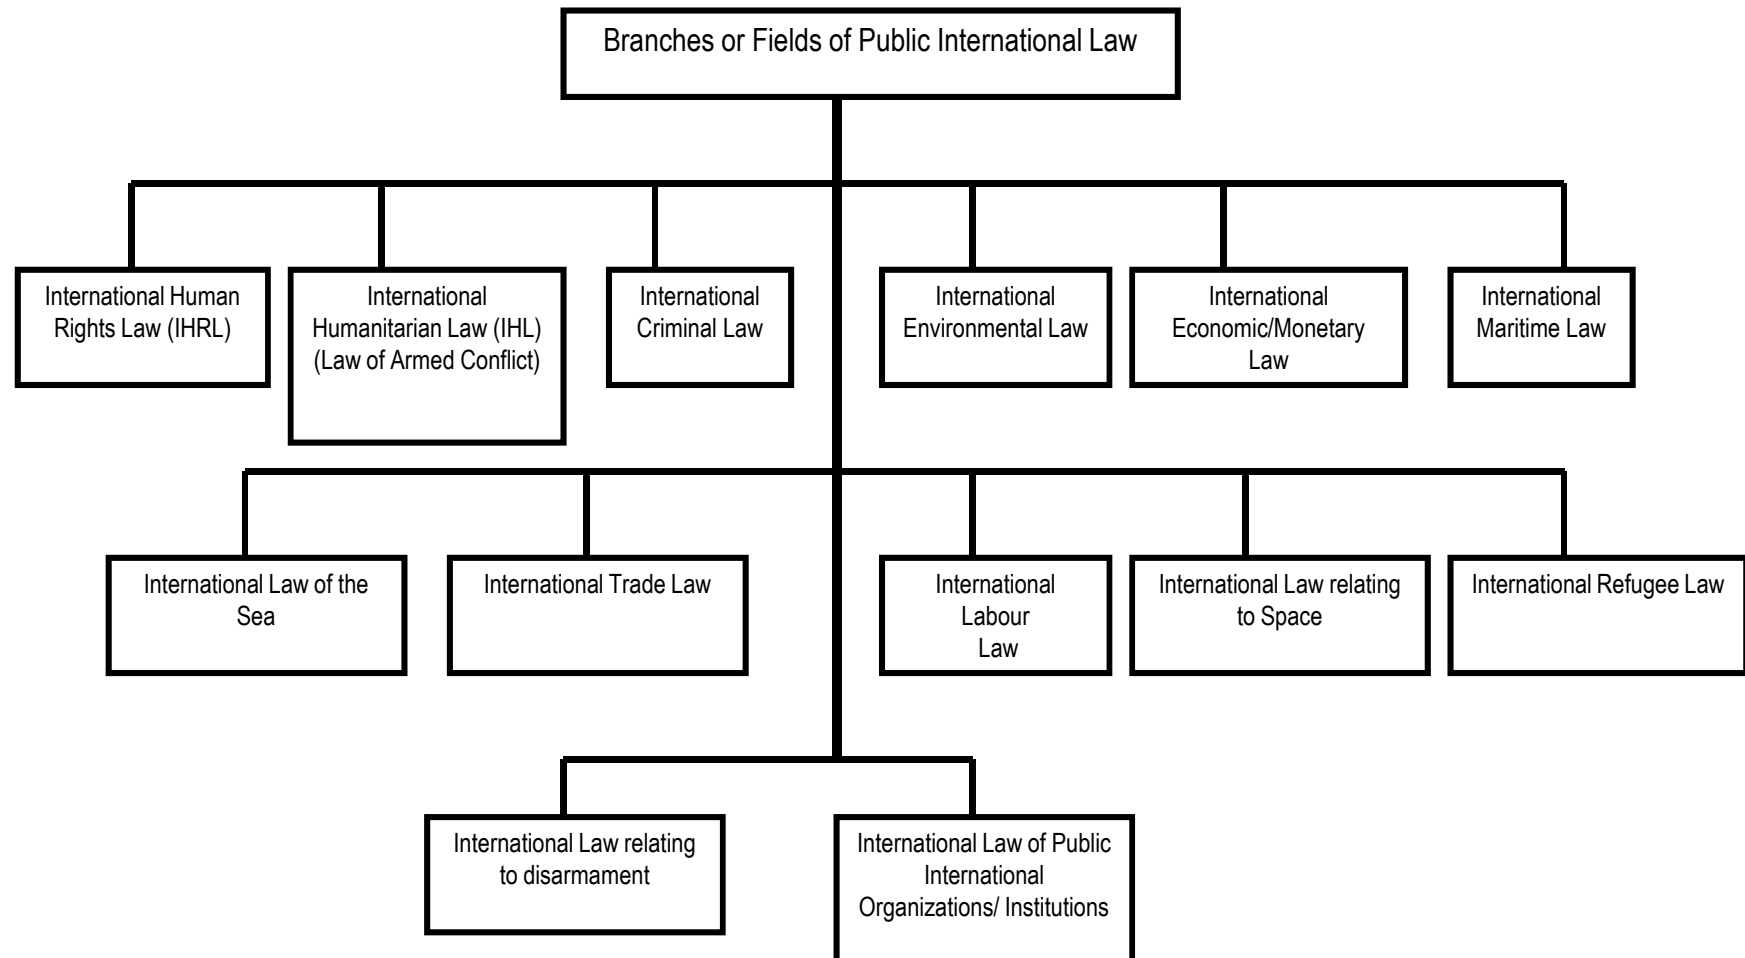 Branches or Fields of Public International Law
International Human
Rights Law (IHRL)
International
Humanitarian Law (IHL)
(Law of Armed Conflict)
International
Criminal Law
International
Environmental Law
International
Economic/Monetary
Law
International
Maritime Law
International Law of the
Sea
International Trade Law
International
Labour
Law
International Law relating
to Space
International Refugee Law
International Law relating
to disarmament
International Law of Public
International
Organizations/ Institutions